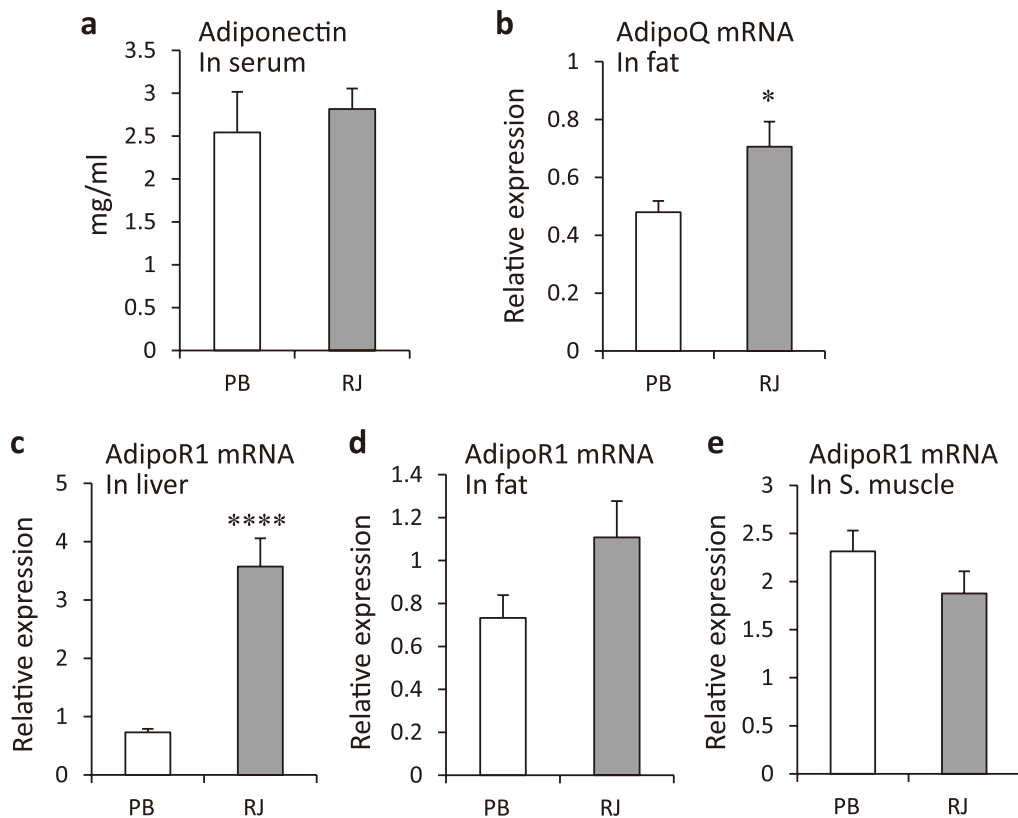 a
Adiponectin
In serum
3.5
3
2.5
2
1.5
1
0.5
0
mg/ml
PB
RJ
b
AdipoQ mRNA
In fat
1
0.8
0.6
0.4
0.2
0
Relative expression
*
PB
RJ
c
AdipoR1 mRNA
In liver
5
4
3
2
1
0
Relative expression
****
PB
RJ
d
AdipoR1 mRNA
In fat
1.4
1.2
1
0.8
0.6
0.4
0.2
0
Relative expression
PB
RJ
e
AdipoR1 mRNA
In S. muscle
3
2.5
2
1.5
1
0.5
0
Relative expression
PB
RJ